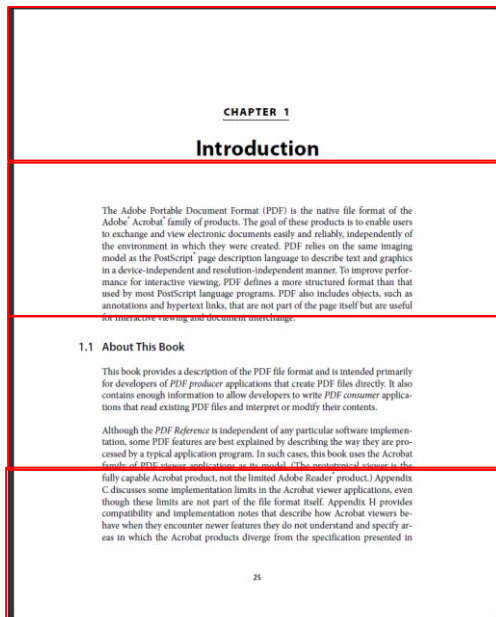 CHAPTER 1
Introduction
The Adobe Portable Document Format (PDF) is the native file format of the
Adobe® Acrobat® family of products. The goal of these products is to enable users
to exchange and view electronic documents easily and reliably, independently of
the environment in which they were created. PDF relies on the same imaging
model as the PostScript® page description language to describe text and graphics
in a device-independent and resolution-independent manner. To improve perfor-
mance for interactive viewing, PDF defines a more structured format than that
used by most PostScript language programs. PDF also includes objects, such as
annotations and hypertext links, that are not part of the page itself but are useful
for interactive viewing and document interchange.
1.1 About This Book
This book provides a description of the PDF file format and is intended primarily
for developers of PDF producer applications that create PDF files directly. It also
contains enough information to allow developers to write PDF consumer applica-
tions that read existing PDF files and interpret or modify their contents.
Although the PDF Reference is independent of any particular software implemen-
tation, some PDF features are best explained by describing the way they are pro-
cessed by a typical application program. In such cases, this book uses the Acrobat
family of PDF viewer applications as its model. (The prototypical viewer is the
fully capable Acrobat product, not the limited Adobe Reader® product.) Appendix
C discusses some implementation limits in the Acrobat viewer applications, even
though these limits are not part of the file format itself. Appendix H provides
compatibility and implementation notes that describe how Acrobat viewers be-
have when they encounter newer features they do not understand and specify ar-
eas in which the Acrobat products diverge from the specification presented in
25